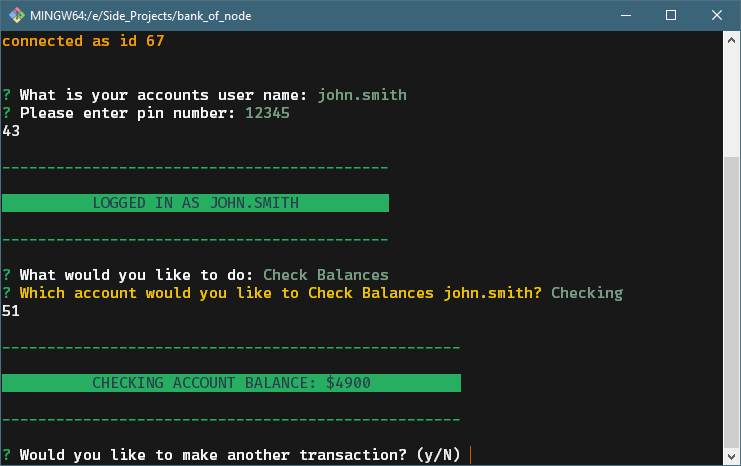 MINGW64:/e/Side_Projects/bank_of_node
connected as id 67
? What is your accounts user name: john.smith
? Please enter pin number: 12345
43
-------------------------------------------
LOGGED IN AS JOHN.SMITH
-------------------------------------------
? What would you like to do: Check Balances
? Which account would you like to Check Balances john.smith? Checking
51
---------------------------------------------------
CHECKING ACCOUNT BALANCE: $4900
---------------------------------------------------
? Would you like to make another transaction? (y/N)